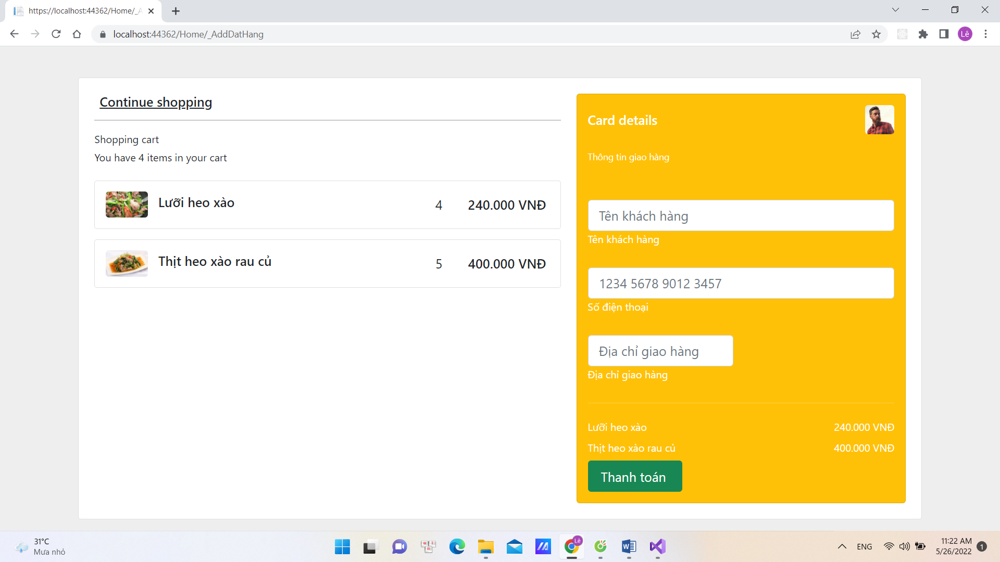 https://localhost:44362/Home/_A
localhost:44362/Home/_AddDatHang
Lê
Continue shopping
Shopping cart
You have 4 items in your cart
Lưỡi heo xào
4
240.000 VNĐ
Thịt heo xào rau củ
5
400.000 VNĐ
Card details
Thông tin giao hàng
Tên khách hàng
Tên khách hàng
1234 5678 9012 3457
Số điện thoại
Địa chỉ giao hàng
Địa chỉ giao hàng
Lưỡi heo xào 240.000 VNĐ
Thịt heo xào rau củ 400.000 VNĐ
Thanh toán
31°C
Mưa nhỏ
Lê
ENG
11:22 AM
5/26/2022
1